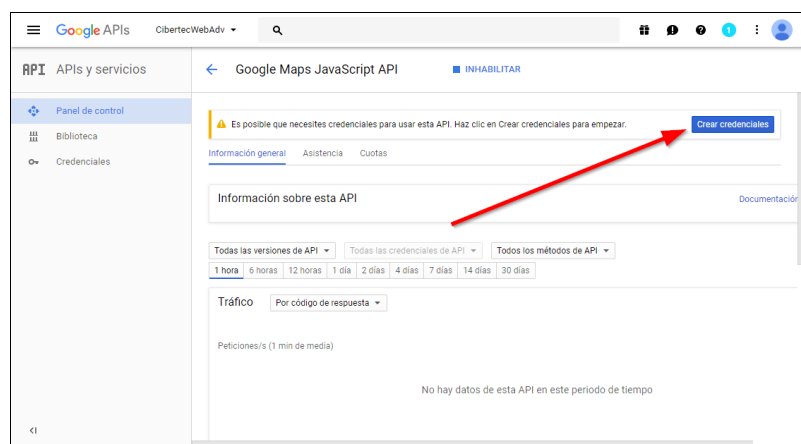 Google APIs CibertecWebAdv
1
API APIs y servicios
Google Maps JavaScript API INHABILITAR
Panel de control
Biblioteca
Credenciales
Es posible que necesites credenciales para usar esta API. Haz clic en Crear credenciales para empezar.
Crear credenciales
Información general Asistencia Cuotas
Información sobre esta API
Documentación
Todas las versiones de API Todas las credenciales de API Todos los métodos de API
1 hora 6 horas 12 horas 1 día 2 días 4 días 7 días 14 días 30 días
Tráfico Por código de respuesta
Peticiones/s (1 min de media)
No hay datos de esta API en este periodo de tiempo